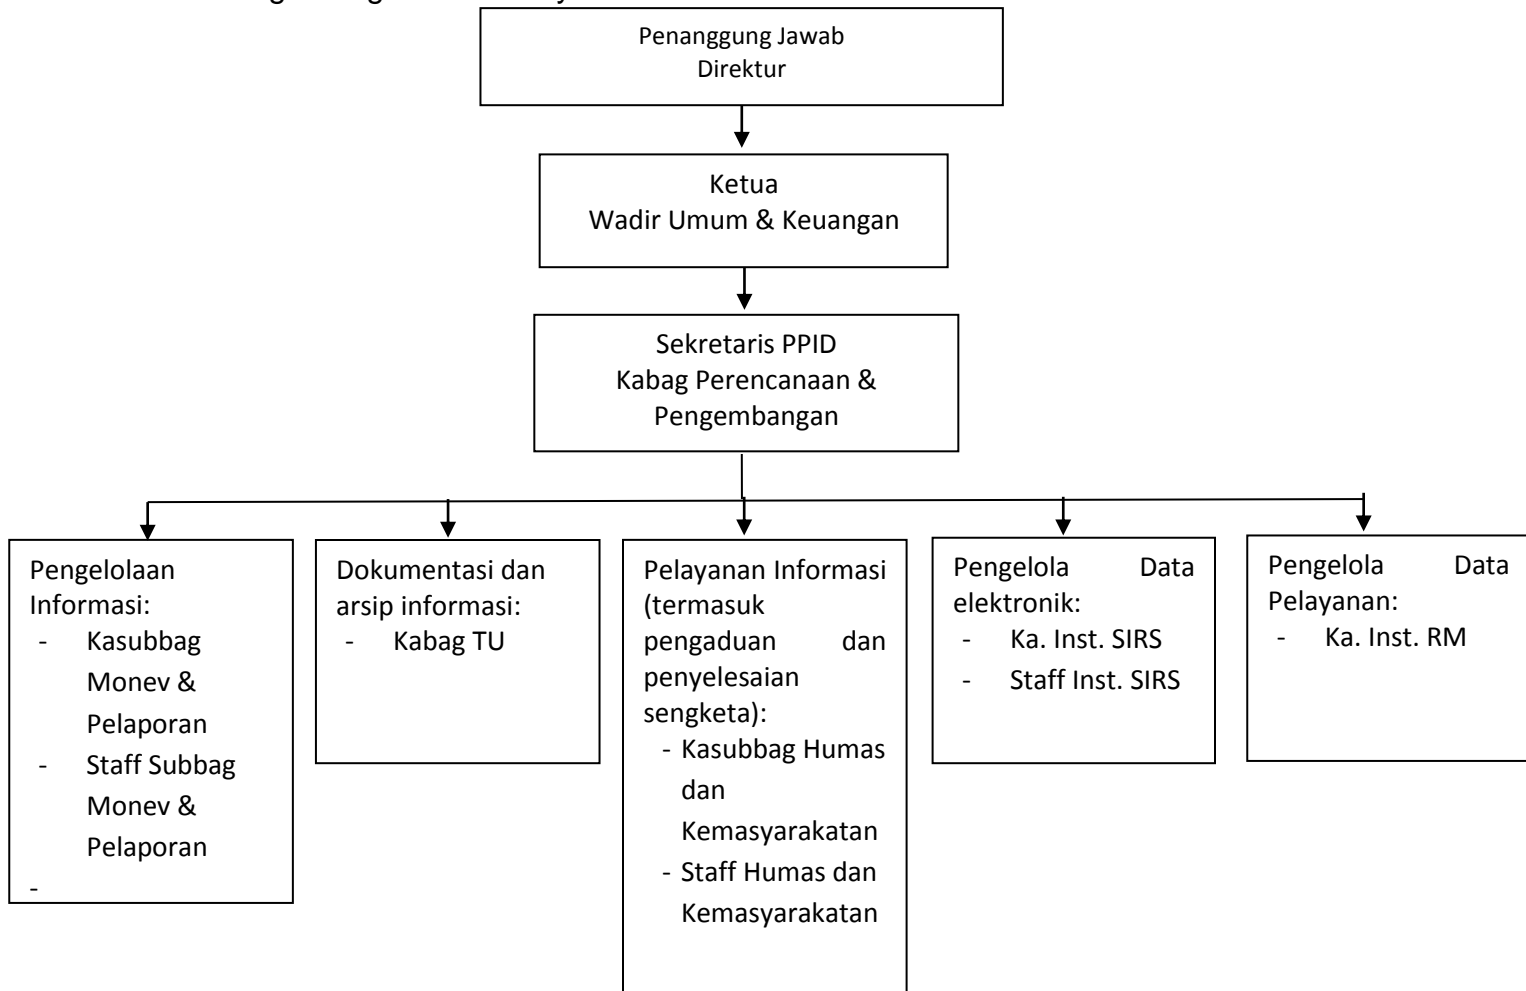 Penanggung Jawab
Direktur
Ketua
Wadir Umum & Keuangan
Sekretaris PPID
Kabag Perencanaan &
Pengembangan
Pengelolaan
Informasi:
- Kasubbag
Monev &
Pelaporan
- Staff Subbag
Monev &
Pelaporan
-
Dokumentasi dan
arsip informasi:
- Kabag TU
Pelayanan Informasi
(termasuk
pengaduan dan
penyelesaian
sengketa):
- Kasubbag Humas
dan
Kemasyarakatan
- Staff Humas dan
Kemasyarakatan
Pengelola Data
elektronik:
- Ka. Inst. SIRS
- Staff Inst. SIRS
Pengelola Data
Pelayanan:
- Ka. Inst. RM